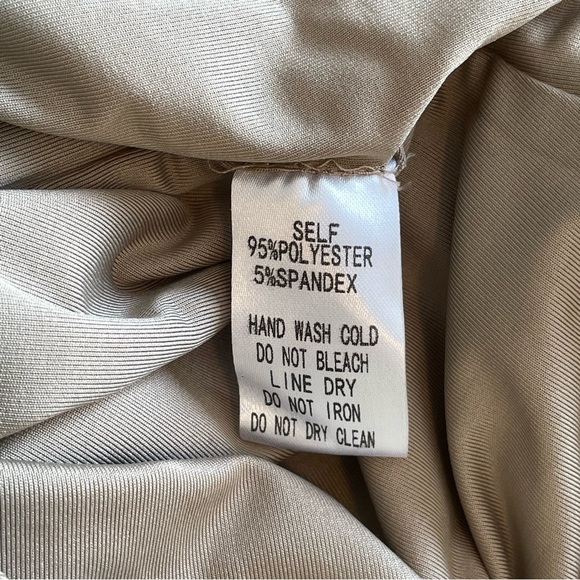 SELF
95%POLYESTER
5%SPANDEX
HAND WASH COLD
DO NOT BLEACH
LINE DRY
DO NOT IRON
DO NOT DRY CLEAN